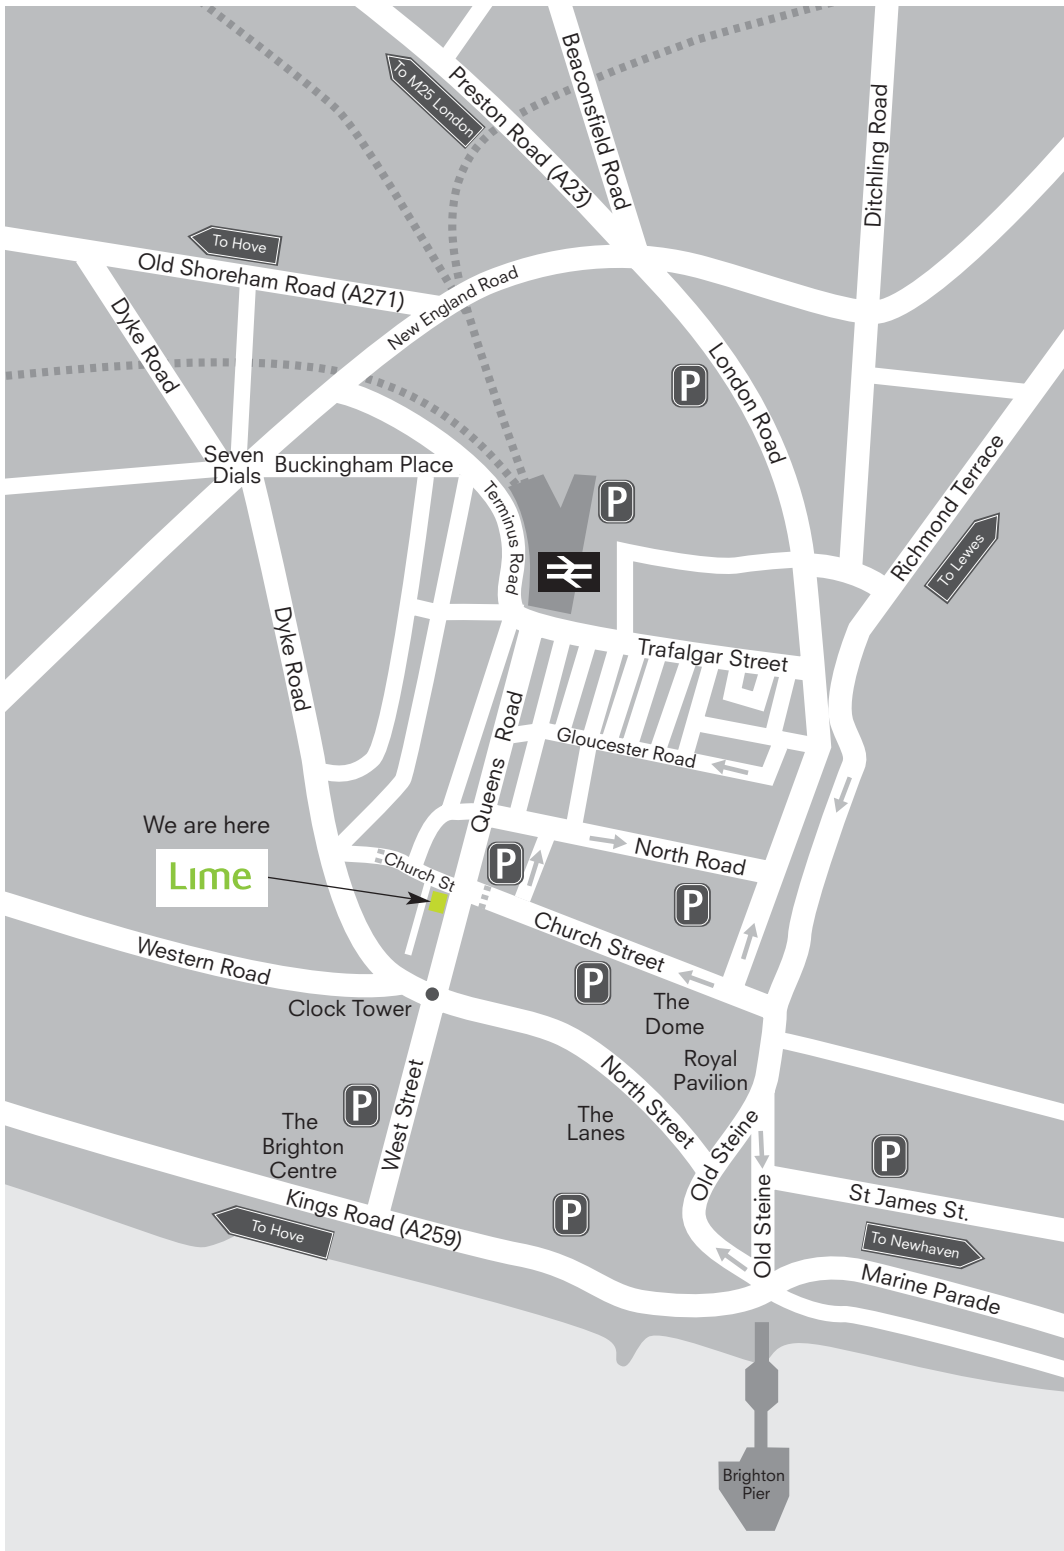 Beaconsfield Road
To M25 London
Preston Road (A23)
Ditchling Road
To Hove
Old Shoreham Road (A271)
New England Road
Dyke Road
London Road
P
Seven
Dials
Buckingham Place
Terminus Road
P
Richmond Terrace
To Lewes
Dyke Road
Trafalgar Street
Queens Road
Gloucester Road
We are here
Lime
Church St
P
North Road
P
Church Street
Western Road
P
Clock Tower
The
Dome
Royal
Pavilion
North Street
West Street
P
The
Brighton
Centre
The
Lanes
Old Steine
Old Steine
P
St James St.
Kings Road (A259)
To Hove
P
To Newhaven
Marine Parade
Brighton
Pier